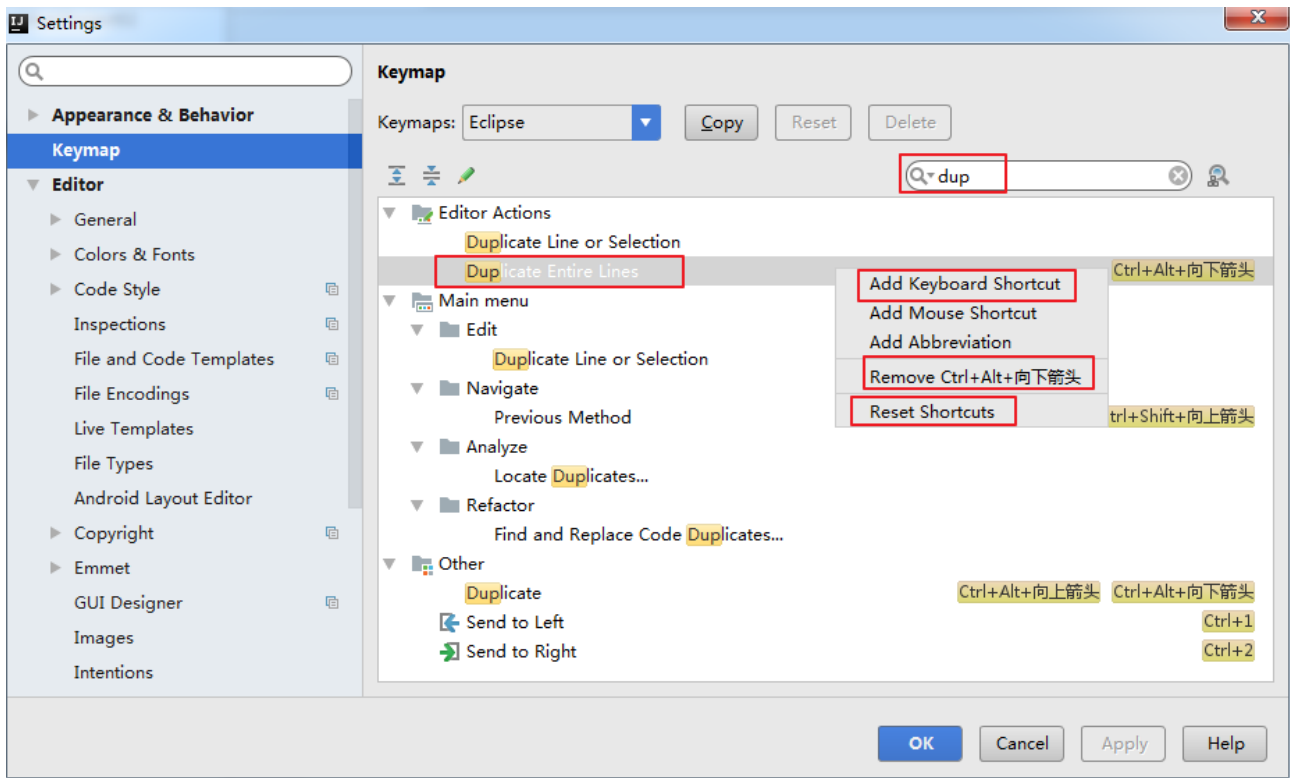 Settings
Appearance & Behavior
Keymap
Editor
General
Colors & Fonts
Code Style
Inspections
File and Code Templates
File Encodings
Live Templates
File Types
Android Layout Editor
Copyright
Emmet
GUI Designer
Images
Intentions
Keymap
Keymaps: Eclipse Copy Reset Delete
dup
Editor Actions
Duplicate Line or Selection
Duplicate Entire Lines Ctrl+Alt+向下箭头
Main menu
Edit
Duplicate Line or Selection
Navigate
Previous Method trl+Shift+向上箭头
Analyze
Locate Duplicates...
Refactor
Find and Replace Code Duplicates...
Other
Duplicate Ctrl+Alt+向上箭头 Ctrl+Alt+向下箭头
Send to Left Ctrl+1
Send to Right Ctrl+2
Add Keyboard Shortcut
Add Mouse Shortcut
Add Abbreviation
Remove Ctrl+Alt+向下箭头
Reset Shortcuts
OK Cancel Apply Help